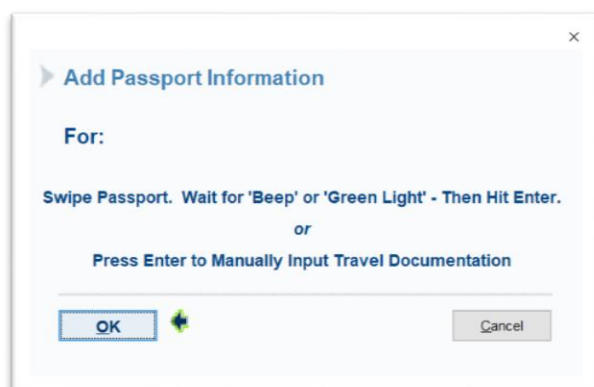 Add Passport Information
For:
Swipe Passport.  Wait for 'Beep' or 'Green Light' - Then Hit Enter.
or
Press Enter to Manually Input Travel Documentation
OK
Cancel